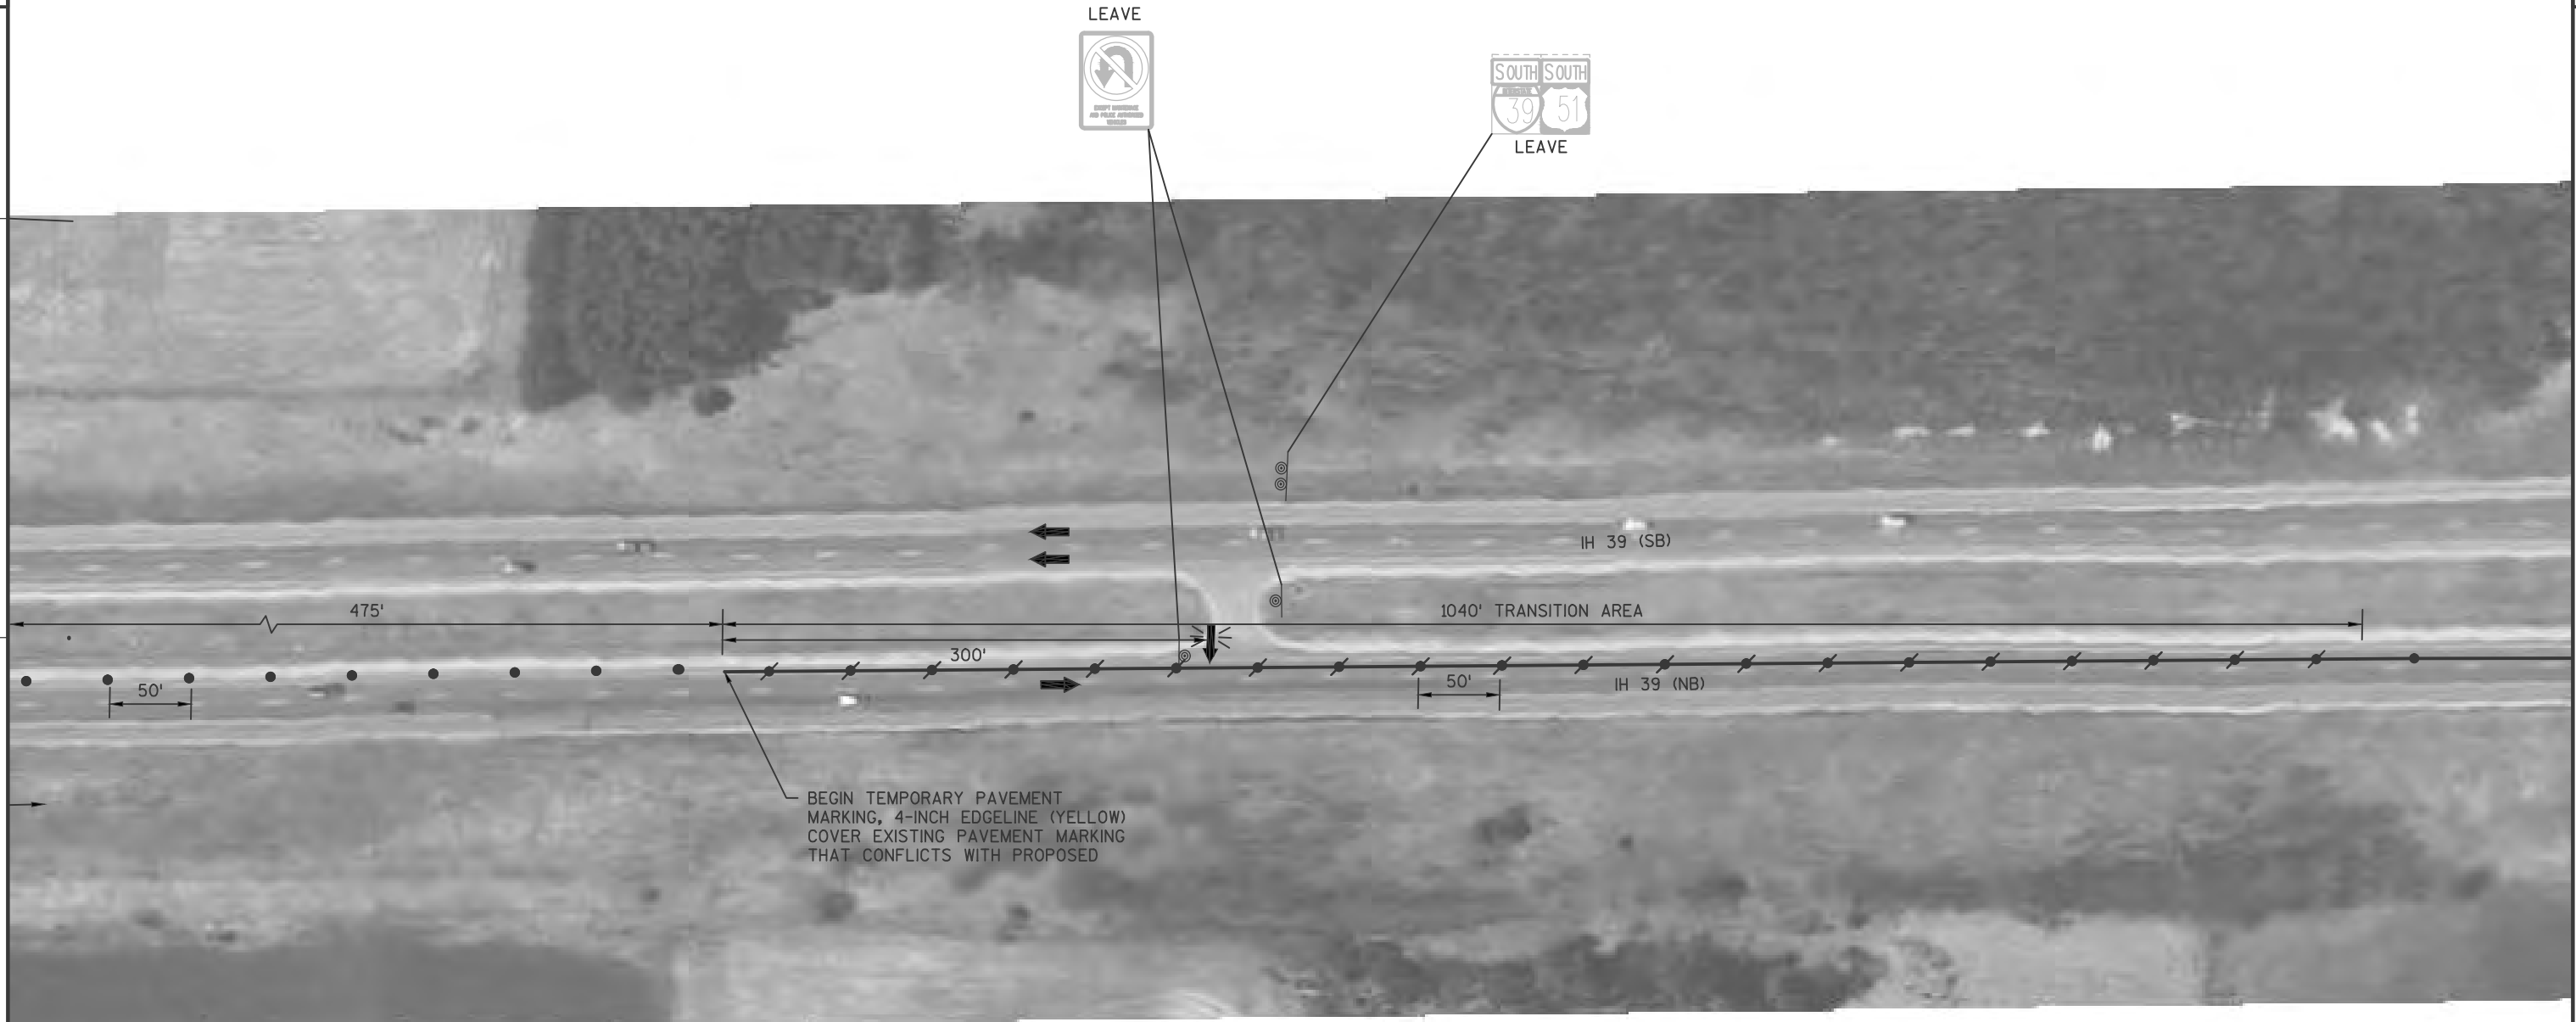 LEAVE
SOUTH SOUTH
39 51
LEAVE
IH 39 (SB)
475'
1040' TRANSITION AREA
300'
50'
50'
IH 39 (NB)
BEGIN TEMPORARY PAVEMENT
MARKING, 4-INCH EDGELINE (YELLOW)
COVER EXISTING PAVEMENT MARKING
THAT CONFLICTS WITH PROPOSED